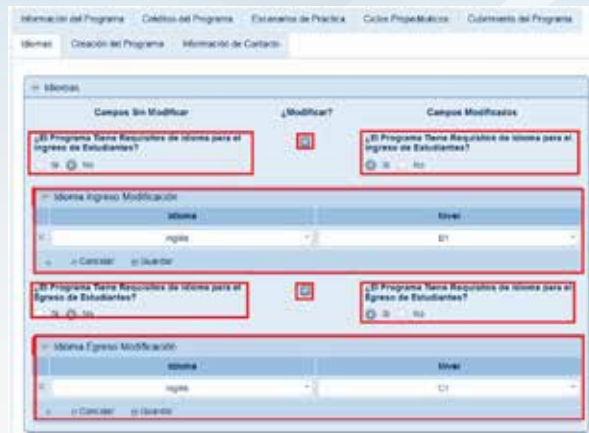 Información del Programa Créditos del Programa Escenarios de Práctica Ciclos Propedéuticos Cubrimiento del Programa
Idiomas Creación del Programa Información de Contacto
Idiomas
Campos Sin Modificar ¿Modificar? Campos Modificados
¿El Programa Tiene Requisitos de Idioma para el Ingreso de Estudiantes? ¿El Programa Tiene Requisitos de Idioma para el Ingreso de Estudiantes?
Si No Si No
Idioma Ingreso Modificación
Idioma Nivel
Inglés B1
Cancelar Guardar
¿El Programa Tiene Requisitos de Idioma para el Egreso de Estudiantes? ¿El Programa Tiene Requisitos de Idioma para el Egreso de Estudiantes?
Si No Si No
Idioma Egreso Modificación
Idioma Nivel
Inglés C1
Cancelar Guardar